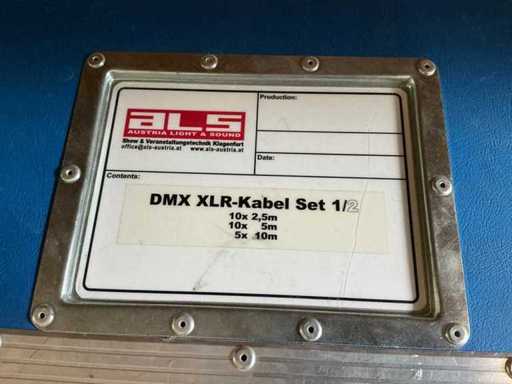 Production:
als
AUSTRIA LIGHT & SOUND
Show & Veranstaltungstechnik Klagenfurt
office@als-austria.at www.als-austria.at
Date:
Contents:
DMX XLR-Kabel Set 1/2
10x 2,5m
10x 5m
5x 10m